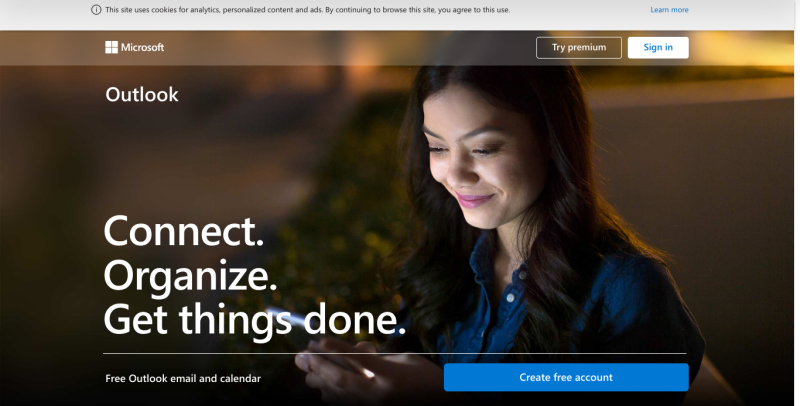 This site uses cookies for analytics, personalized content and ads. By continuing to browse this site, you agree to this use.
Learn more
Microsoft
Try premium
Sign in
Outlook
Connect.
Organize.
Get things done.
Free Outlook email and calendar
Create free account